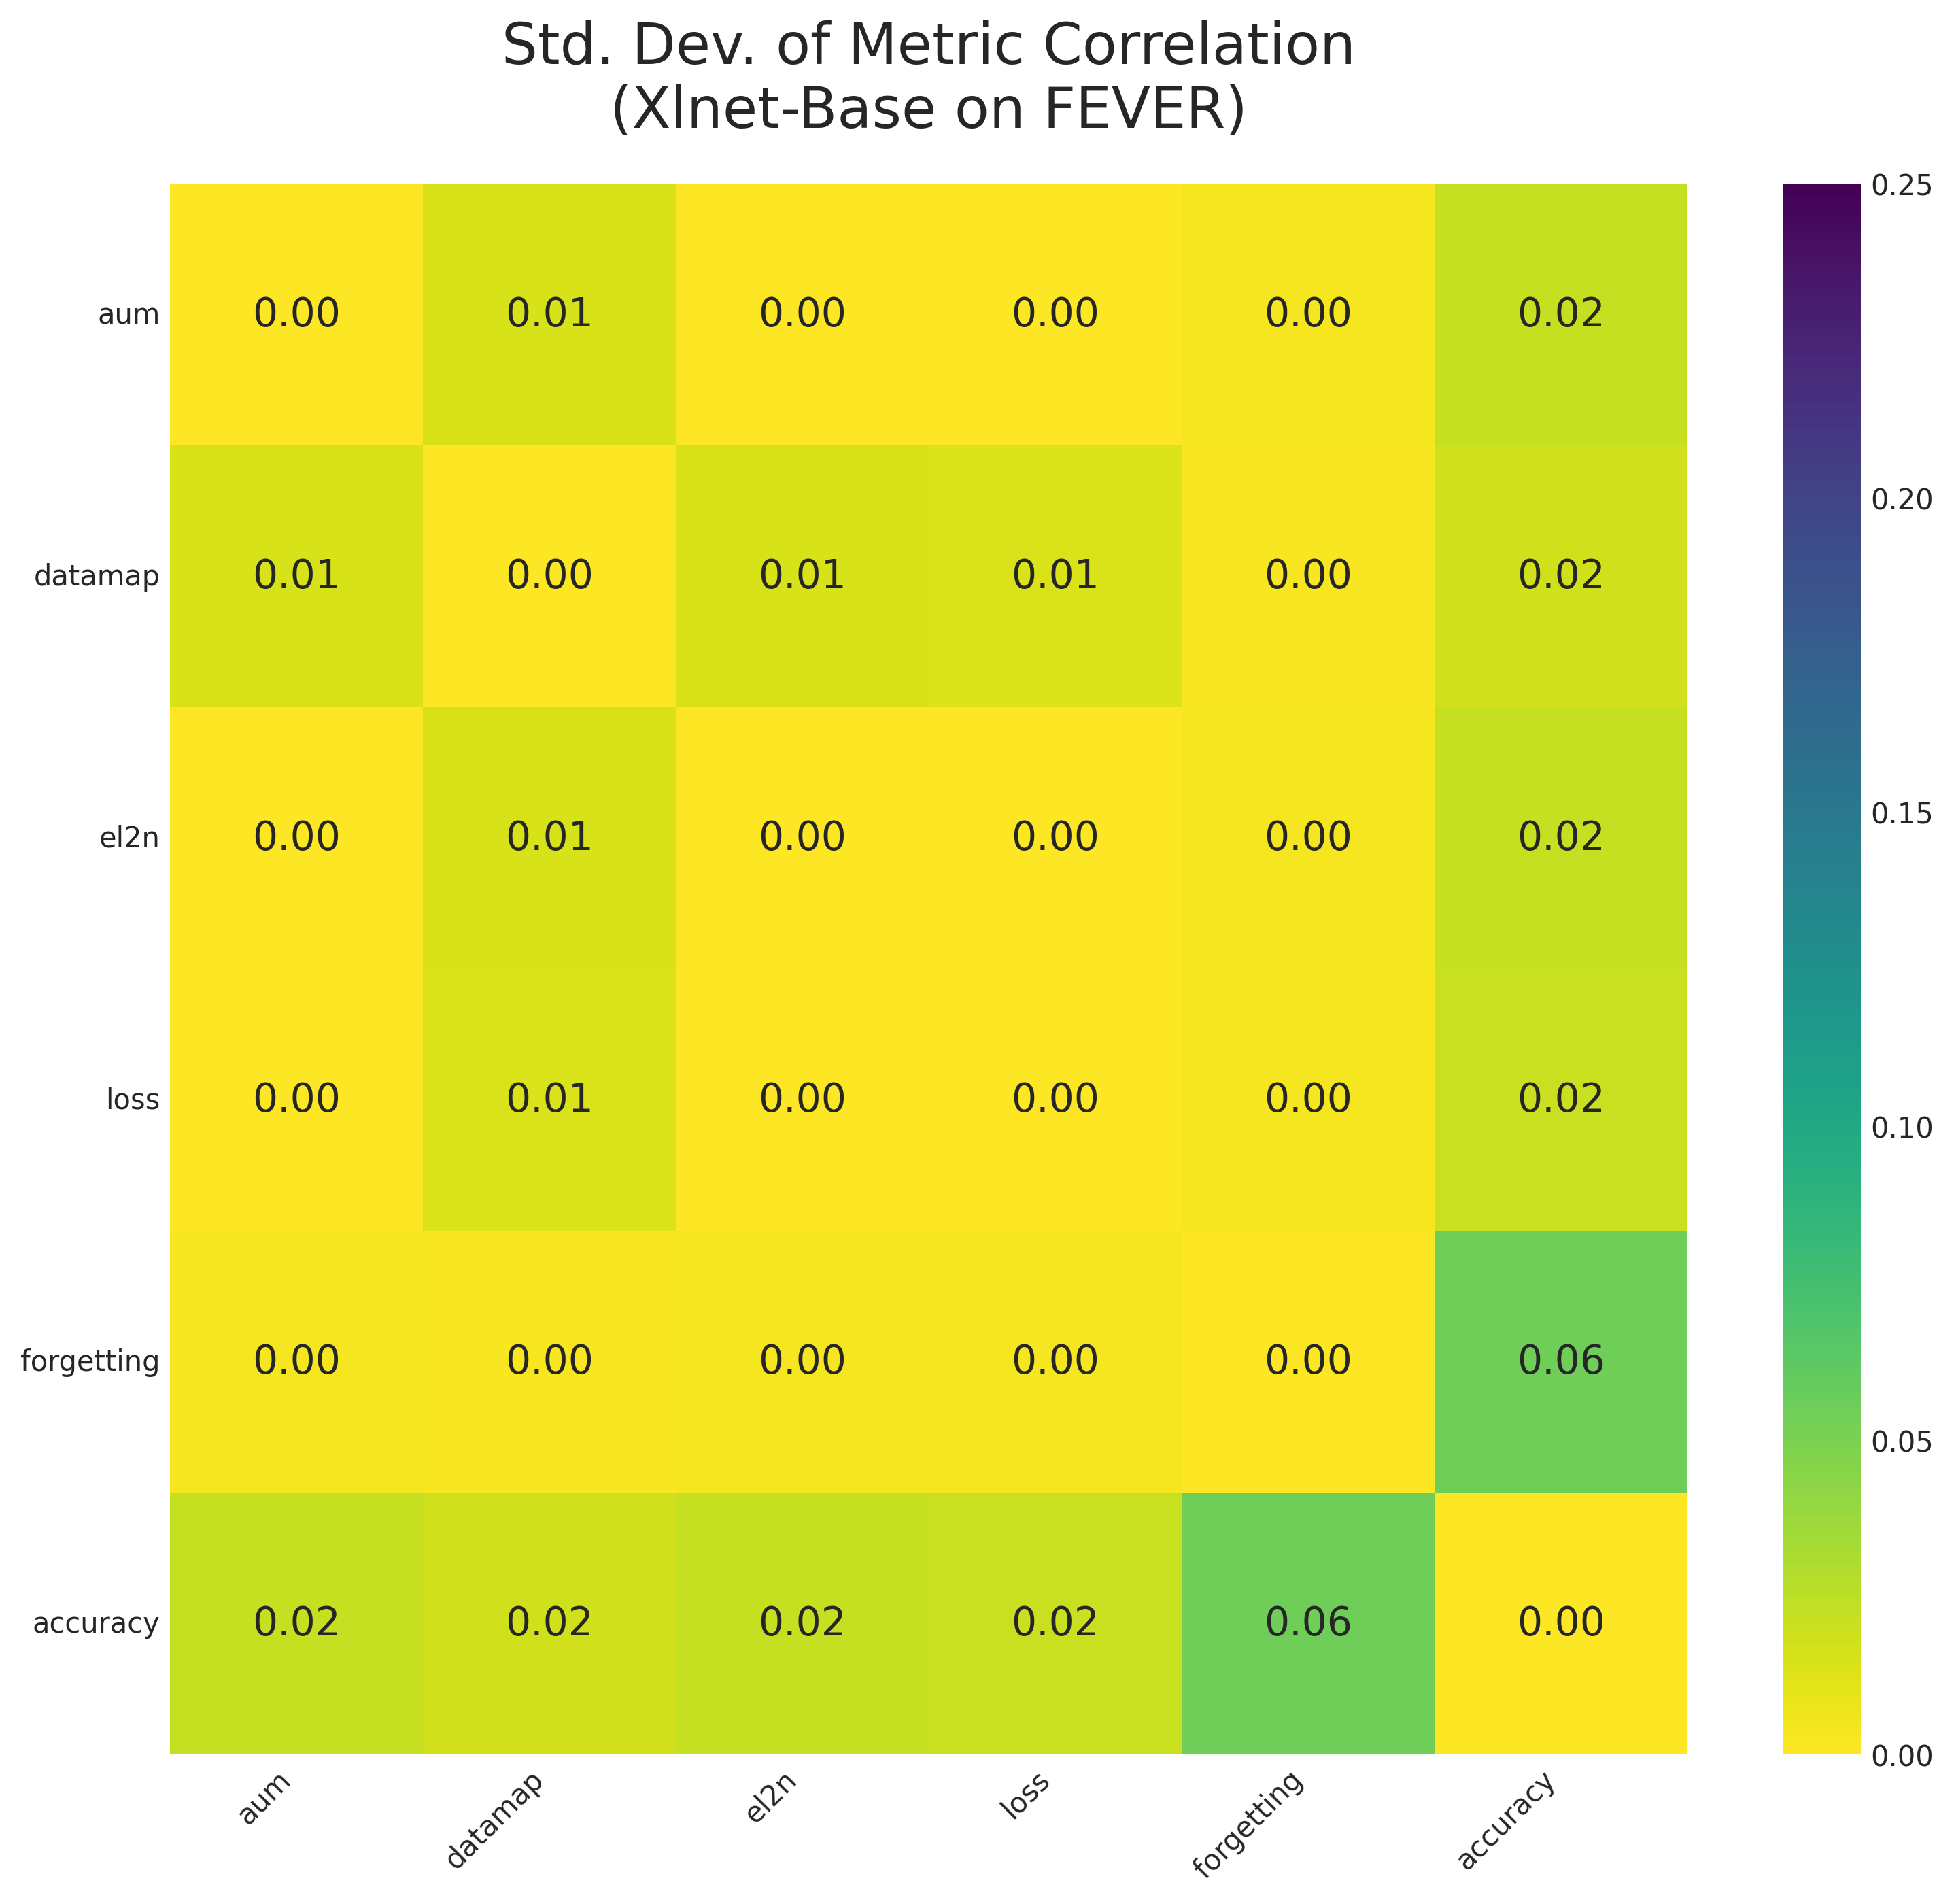 Std. Dev. of Metric Correlation
(Xlnet-Base on FEVER)
0.25
aum 0.00 0.01 0.00 0.00 0.00 0.02
0.20
datamap 0.01 0.00 0.01 0.01 0.00 0.02
0.15
el2n 0.00 0.01 0.00 0.00 0.00 0.02
loss 0.00 0.01 0.00 0.00 0.00 0.02
0.10
forgetting 0.00 0.00 0.00 0.00 0.00 0.06
0.05
accuracy 0.02 0.02 0.02 0.02 0.06 0.00
0.00
aum datamap el2n loss forgetting accuracy